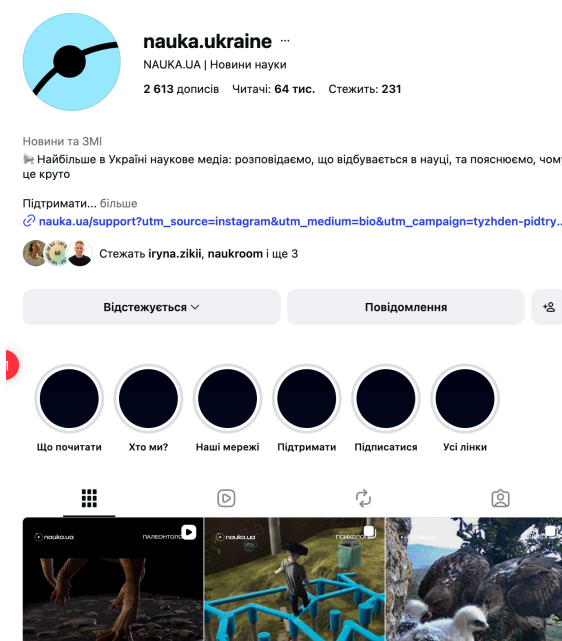 nauka.ukraine ...
NAUKA.UA | Новини науки
2 613 дописів Читачі: 64 тис. Стежить: 231
Новини та ЗМІ
Найбільше в Україні наукове медіа: розповідаємо, що відбувається в науці, та пояснюємо, чом
це круто
Підтримати... більше
nauka.ua/support?utm_source=instagram&utm_medium=bio&utm_campaign=tyzhden-pidtry...
Стежать iryna.zikii, naukroom і ще 3
Відстежується Повідомлення
Що почитати Хто ми? Наші мережі Підтримати Підписатися Усі лінки
nauka.ua ПАЛЕОНТОЛО nauka.ua ПСИХОЛО